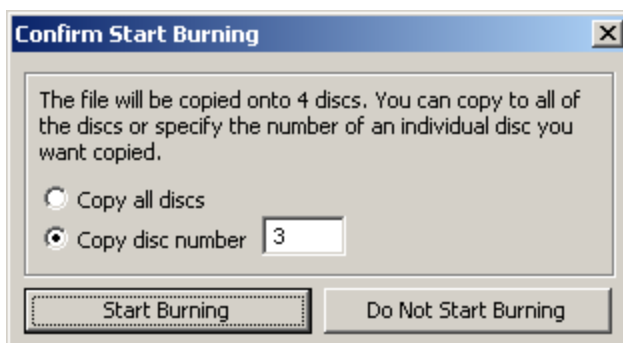 Confirm Start Burning
The file will be copied onto 4 discs. You can copy to all of
the discs or specify the number of an individual disc you
want copied.
Copy all discs
Copy disc number 3
Start Burning Do Not Start Burning